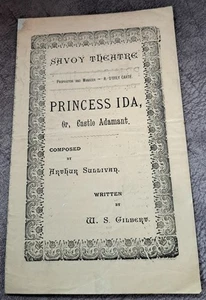 SAVOY THEATRE
PROPRIETOR AND MANAGER — R. D'OYLY CARTE.
PRINCESS IDA,
Or, Castle Adamant.
COMPOSED
BY
ARTHUR SULLIVAN.
WRITTEN
BY
W. S. GILBERT.